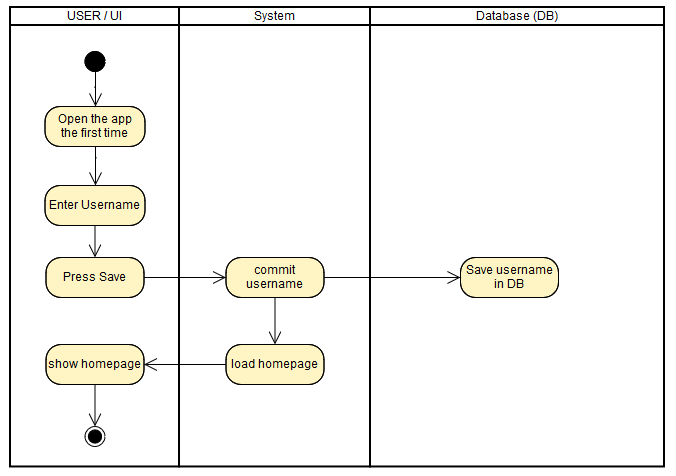 USER / UI
System
Database (DB)
Open the app
the first time
Enter Username
Press Save
commit
username
Save username
in DB
show homepage
load homepage